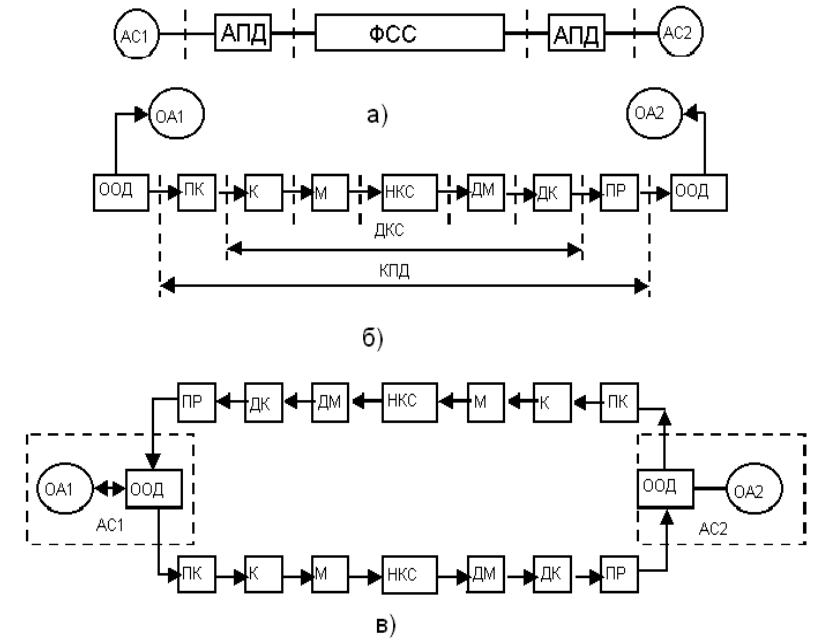 АС1 АПД ФСС АПД АС2
а)
ОА1 ОА2
ООД ПК К М НКС ДМ ДК ПР ООД
ДКС
КПД
б)
ПР ДК ДМ НКС М К ПК
ОА1 ООД ООД ОА2
АС1 АС2
ПК К М НКС ДМ ДК ПР
в)